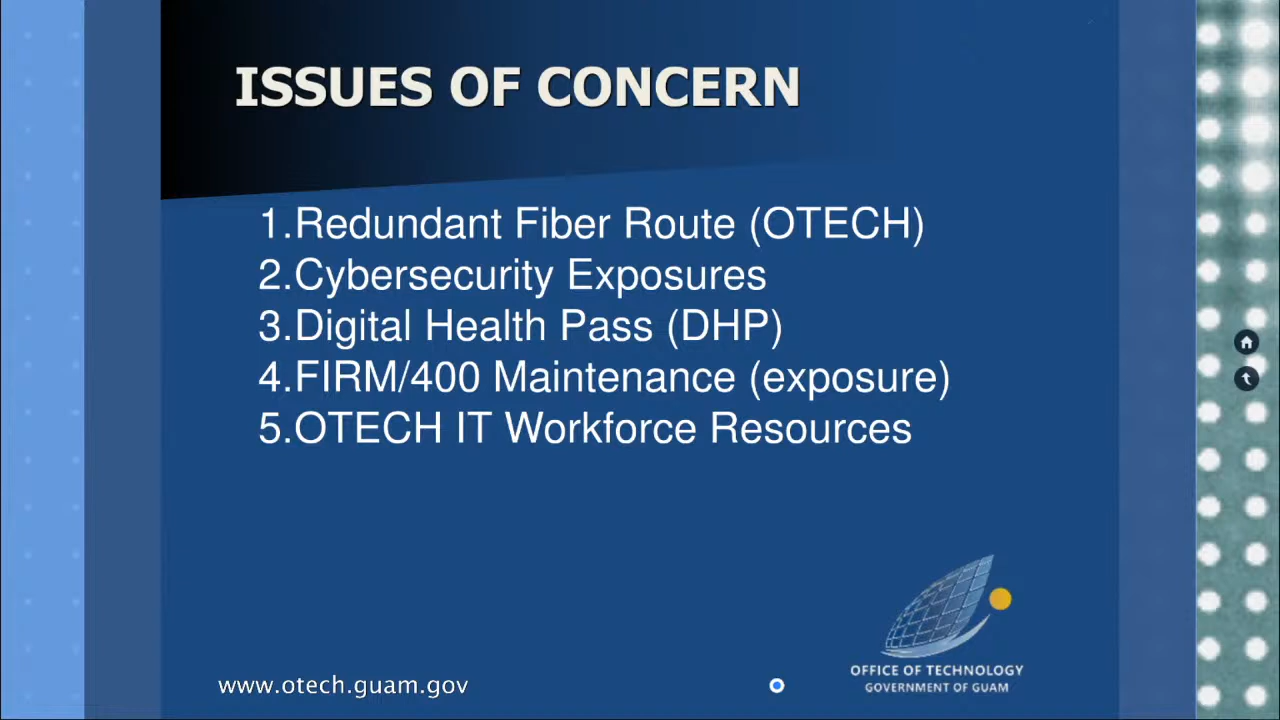 ISSUES OF CONCERN
1.Redundant Fiber Route (OTECH)
2.Cybersecurity Exposures
3.Digital Health Pass (DHP)
4.FIRM/400 Maintenance (exposure)
5.OTECH IT Workforce Resources
www.otech.guam.gov
OFFICE OF TECHNOLOGY
GOVERNMENT OF GUAM